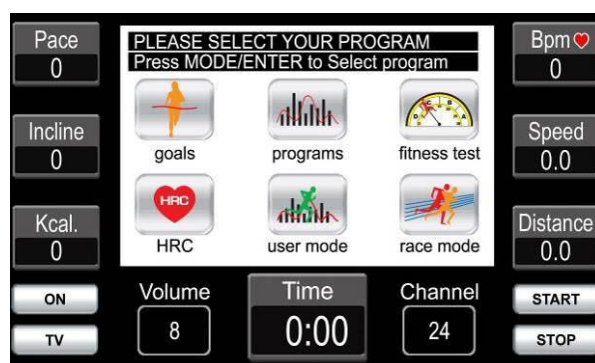 Pace
0
PLEASE SELECT YOUR PROGRAM
Press MODE/ENTER to Select program
Bpm
0
goals
programs
fitness test
Incline
0
Speed
0.0
HRC
HRC
user mode
race mode
Kcal.
0
Distance
0.0
ON
TV
Volume
8
Time
0:00
Channel
24
START
STOP